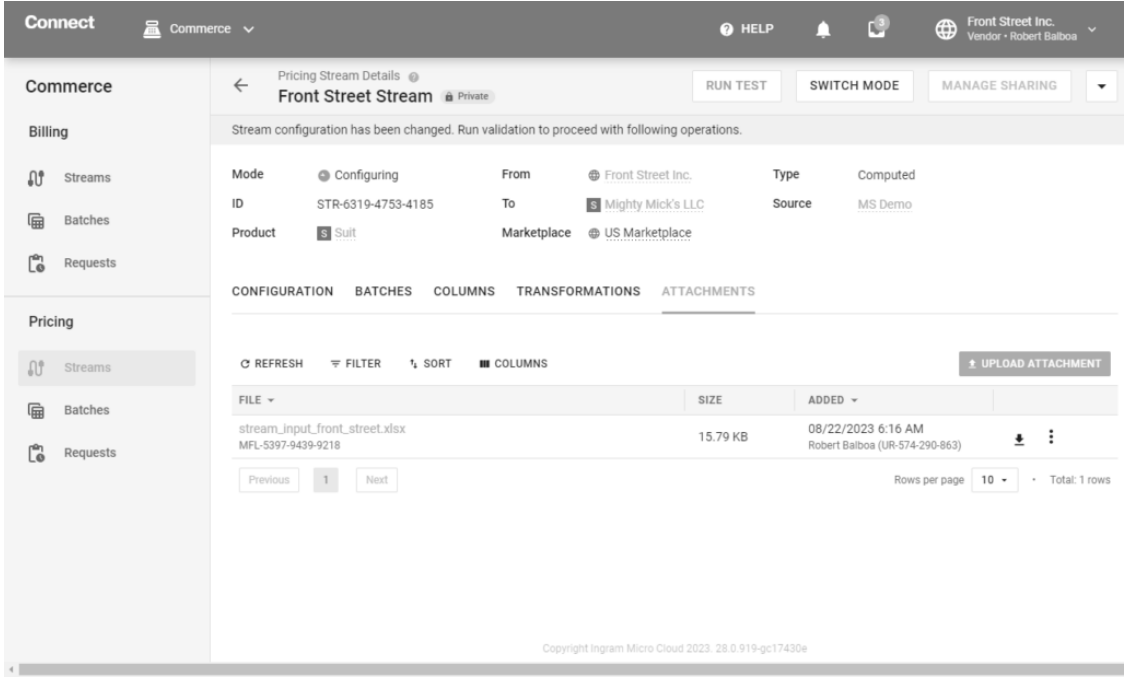 Connect
Commerce
HELP
3
Front Street Inc.
Vendor • Robert Balboa
Commerce
Billing
Streams
Batches
Requests
Pricing
Streams
Batches
Requests
Pricing Stream Details
Front Street Stream Private
RUN TEST
SWITCH MODE
MANAGE SHARING
Stream configuration has been changed. Run validation to proceed with following operations.
Mode Configuring From Front Street Inc. Type Computed
ID STR-6319-4753-4185 To S Mighty Mick's LLC Source MS Demo
Product S Suit Marketplace US Marketplace
CONFIGURATION BATCHES COLUMNS TRANSFORMATIONS ATTACHMENTS
REFRESH FILTER SORT COLUMNS UPLOAD ATTACHMENT
FILE SIZE ADDED
stream_input_front_street.xlsx 15.79 KB 08/22/2023 6:16 AM
MFL-5397-9439-9218 Robert Balboa (UR-574-290-863)
Previous 1 Next Rows per page 10 • Total: 1 rows
Copyright Ingram Micro Cloud 2023. 28.0.919-gc17430e